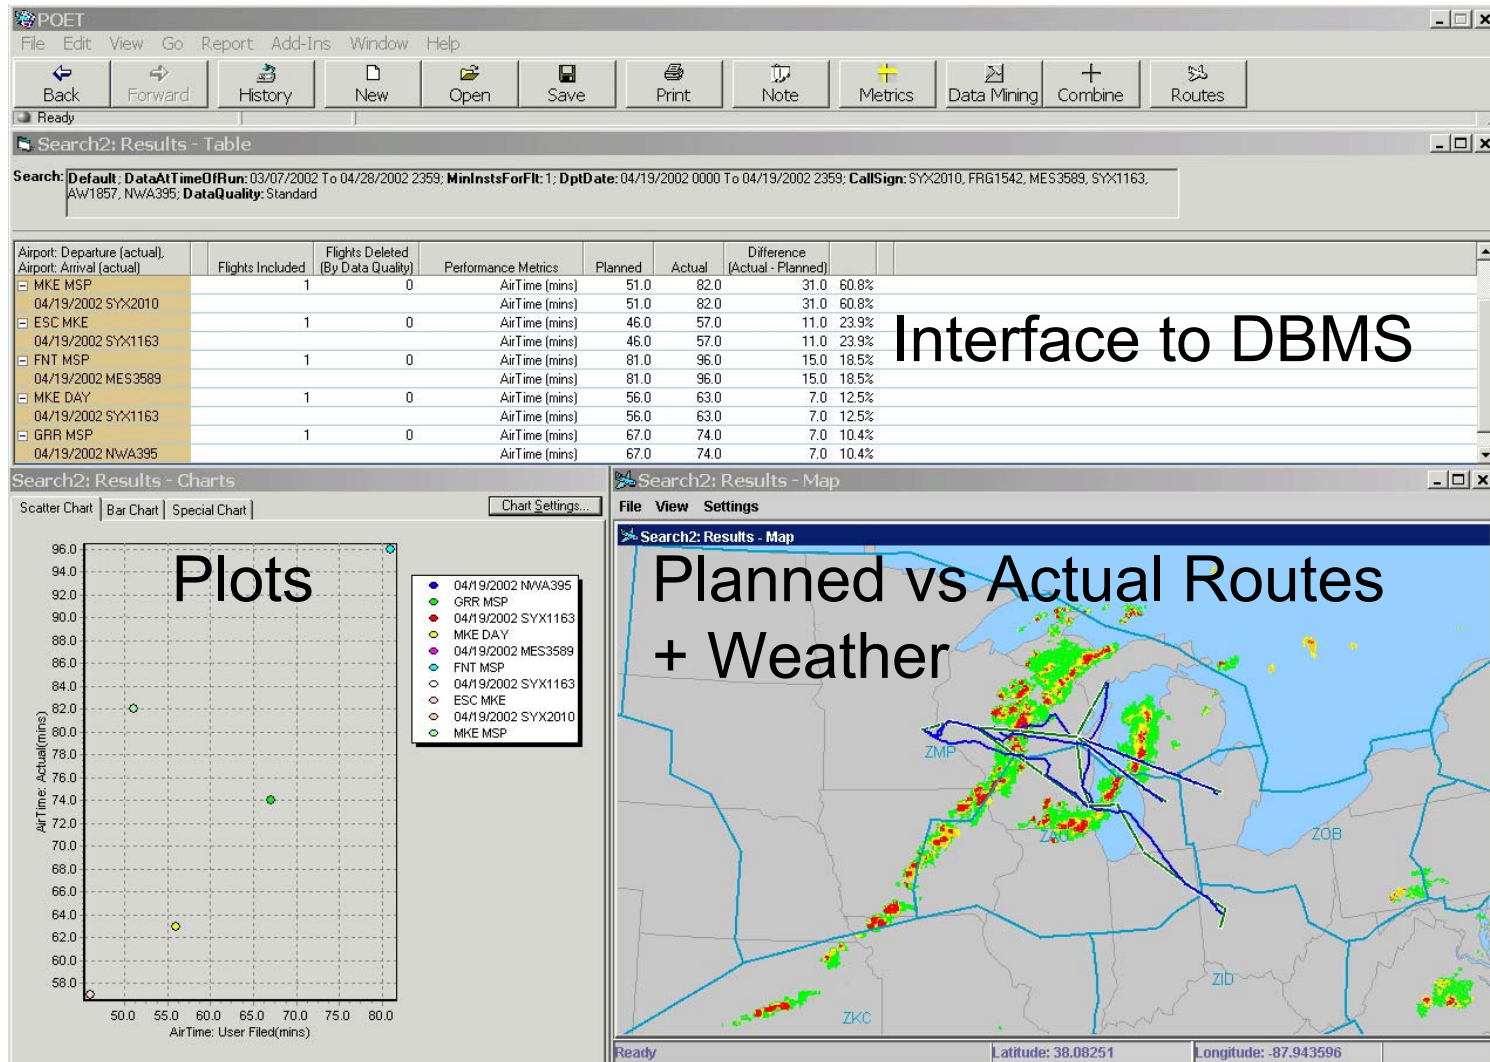 POET
File Edit View Go Report Add-Ins Window Help
Back Forward History New Open Save Print Note Metrics Data Mining Combine Routes
Ready
Search2: Results - Table
Search: Default; DataAtTimeOfRun: 03/07/2002 To 04/28/2002 2359; MinInstsForFlt: 1; DptDate: 04/19/2002 0000 To 04/19/2002 2359; CallSign: SYX2010, FRG1542, MES3589, SYX1163,
AW1857, NWA395; DataQuality: Standard
Airport: Departure (actual), Flights Deleted Difference
Airport: Arrival (actual) Flights Included (By Data Quality) Performance Metrics Planned Actual (Actual - Planned)
MKE MSP 1 0 AirTime (mins) 51.0 82.0 31.0 60.8%
04/19/2002 SYX2010 AirTime (mins) 51.0 82.0 31.0 60.8%
ESC MKE 1 0 AirTime (mins) 46.0 57.0 11.0 23.9%
04/19/2002 SYX1163 AirTime (mins) 46.0 57.0 11.0 23.9%
FNT MSP 1 0 AirTime (mins) 81.0 96.0 15.0 18.5%
04/19/2002 MES3589 AirTime (mins) 81.0 96.0 15.0 18.5%
MKE DAY 1 0 AirTime (mins) 56.0 63.0 7.0 12.5%
04/19/2002 SYX1163 AirTime (mins) 56.0 63.0 7.0 12.5%
GRR MSP 1 0 AirTime (mins) 67.0 74.0 7.0 10.4%
04/19/2002 NWA395 AirTime (mins) 67.0 74.0 7.0 10.4%
Interface to DBMS
Search2: Results - Charts
Scatter Chart Bar Chart Special Chart Chart Settings...
Plots
96.0
94.0
92.0
90.0
88.0
86.0
84.0
82.0
80.0
78.0
76.0
74.0
72.0
70.0
68.0
66.0
64.0
62.0
60.0
58.0
AirTime: Actual(mins)
50.0 55.0 60.0 65.0 70.0 75.0 80.0
AirTime: User Filed(mins)
04/19/2002 NWA395
GRR MSP
04/19/2002 SYX1163
MKE DAY
04/19/2002 MES3589
FNT MSP
04/19/2002 SYX1163
ESC MKE
04/19/2002 SYX2010
MKE MSP
Search2: Results - Map
File View Settings
Search2: Results - Map
Planned vs Actual Routes
+ Weather
ZMP
ZAU
ZOB
ZID
ZKC
Ready Latitude: 38.08251 Longitude: -87.943596